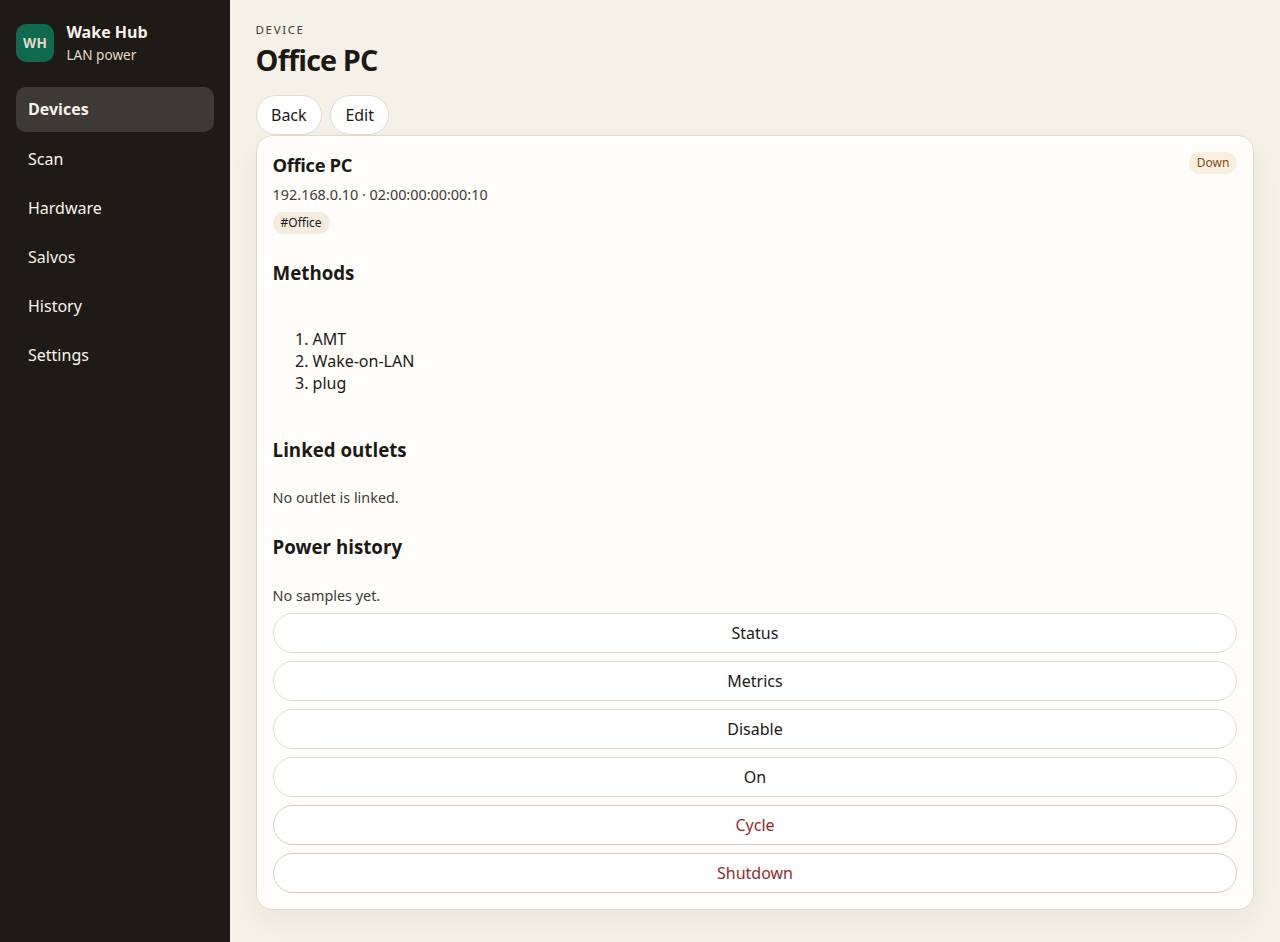 WH
Wake Hub
LAN power
Devices
Scan
Hardware
Salvos
History
Settings
DEVICE
Office PC
Back
Edit
Office PC
Down
192.168.0.10 · 02:00:00:00:00:10
#Office
Methods
1. AMT
2. Wake-on-LAN
3. plug
Linked outlets
No outlet is linked.
Power history
No samples yet.
Status
Metrics
Disable
On
Cycle
Shutdown